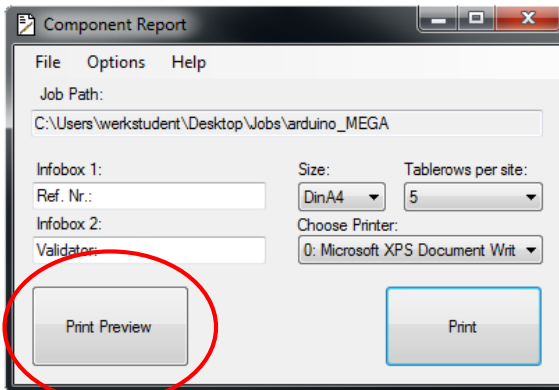 Component Report
File Options Help
Job Path:
C:\Users\werkstudent\Desktop\Jobs\arduino_MEGA
Infobox 1: Size: Tablerows per site:
Ref. Nr.: DinA4 5
Infobox 2: Choose Printer:
Validator: 0: Microsoft XPS Document Writ
Print Preview Print